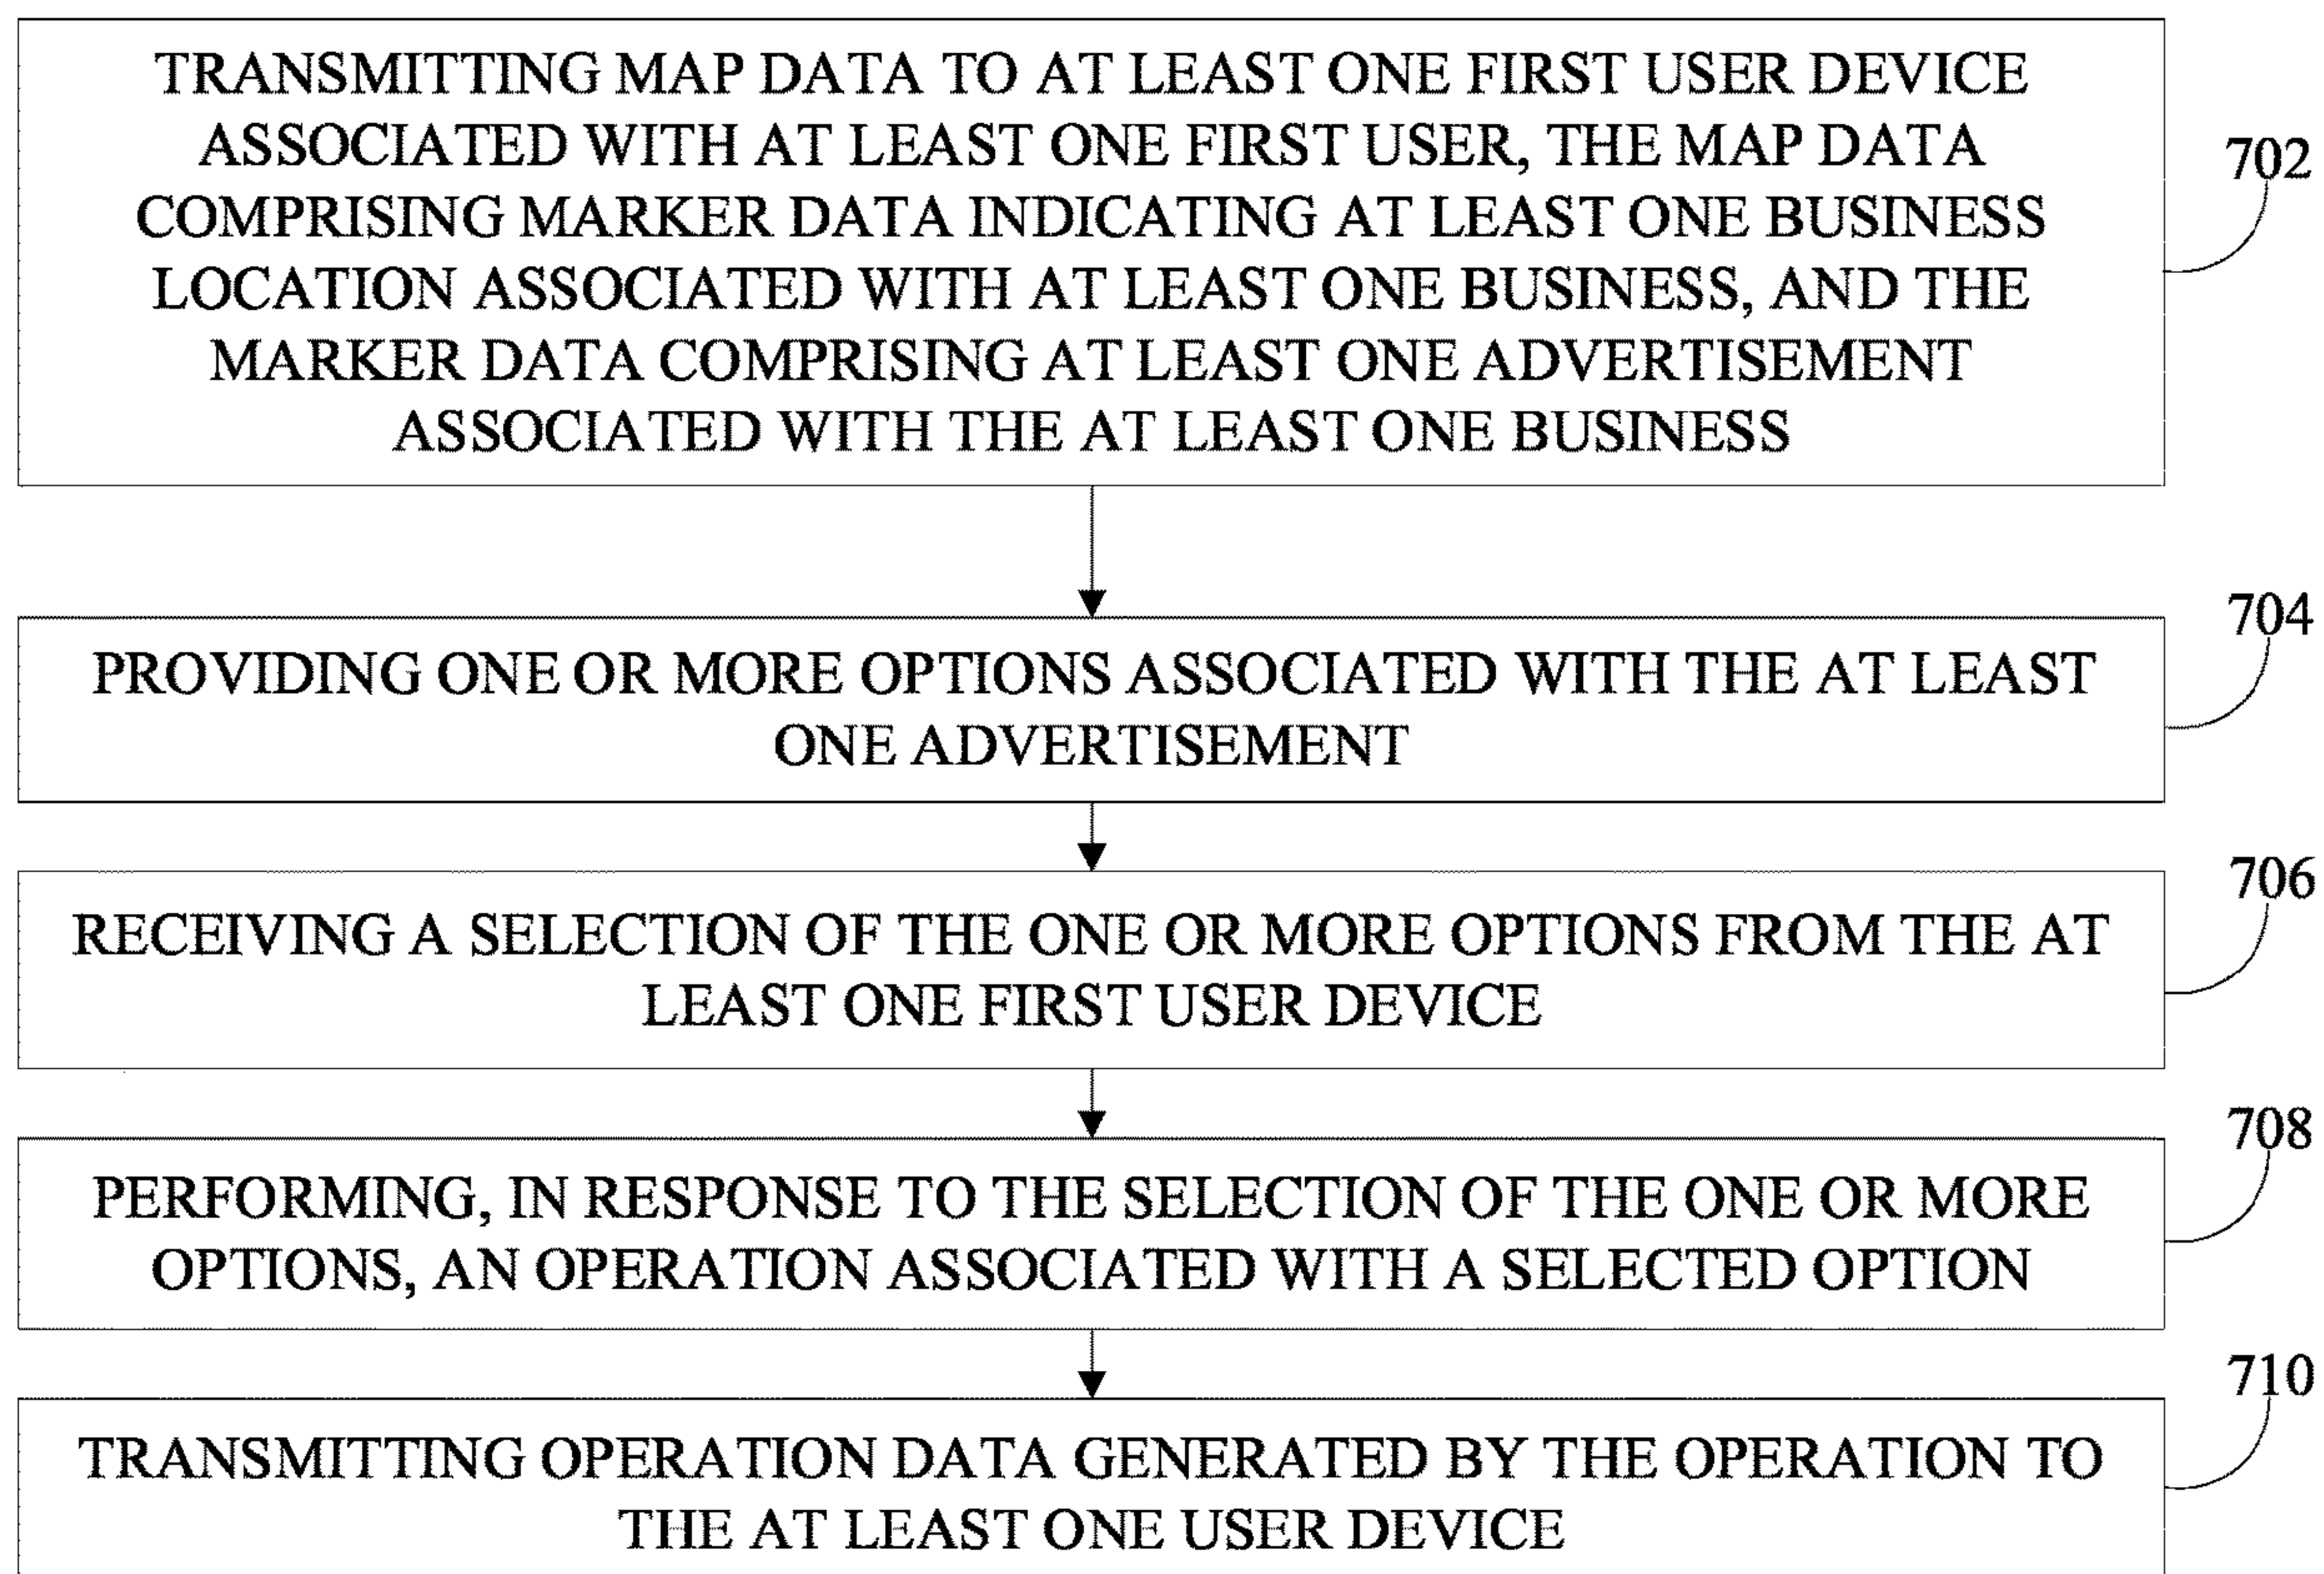 TRANSMITTING MAP DATA TO AT LEAST ONE FIRST USER DEVICE
ASSOCIATED WITH AT LEAST ONE FIRST USER, THE MAP DATA
COMPRISING MARKER DATA INDICATING AT LEAST ONE BUSINESS
LOCATION ASSOCIATED WITH AT LEAST ONE BUSINESS, AND THE
MARKER DATA COMPRISING AT LEAST ONE ADVERTISEMENT
ASSOCIATED WITH THE AT LEAST ONE BUSINESS
702
PROVIDING ONE OR MORE OPTIONS ASSOCIATED WITH THE AT LEAST
ONE ADVERTISEMENT
704
RECEIVING A SELECTION OF THE ONE OR MORE OPTIONS FROM THE AT
LEAST ONE FIRST USER DEVICE
706
PERFORMING, IN RESPONSE TO THE SELECTION OF THE ONE OR MORE
OPTIONS, AN OPERATION ASSOCIATED WITH A SELECTED OPTION
708
TRANSMITTING OPERATION DATA GENERATED BY THE OPERATION TO
THE AT LEAST ONE USER DEVICE
710